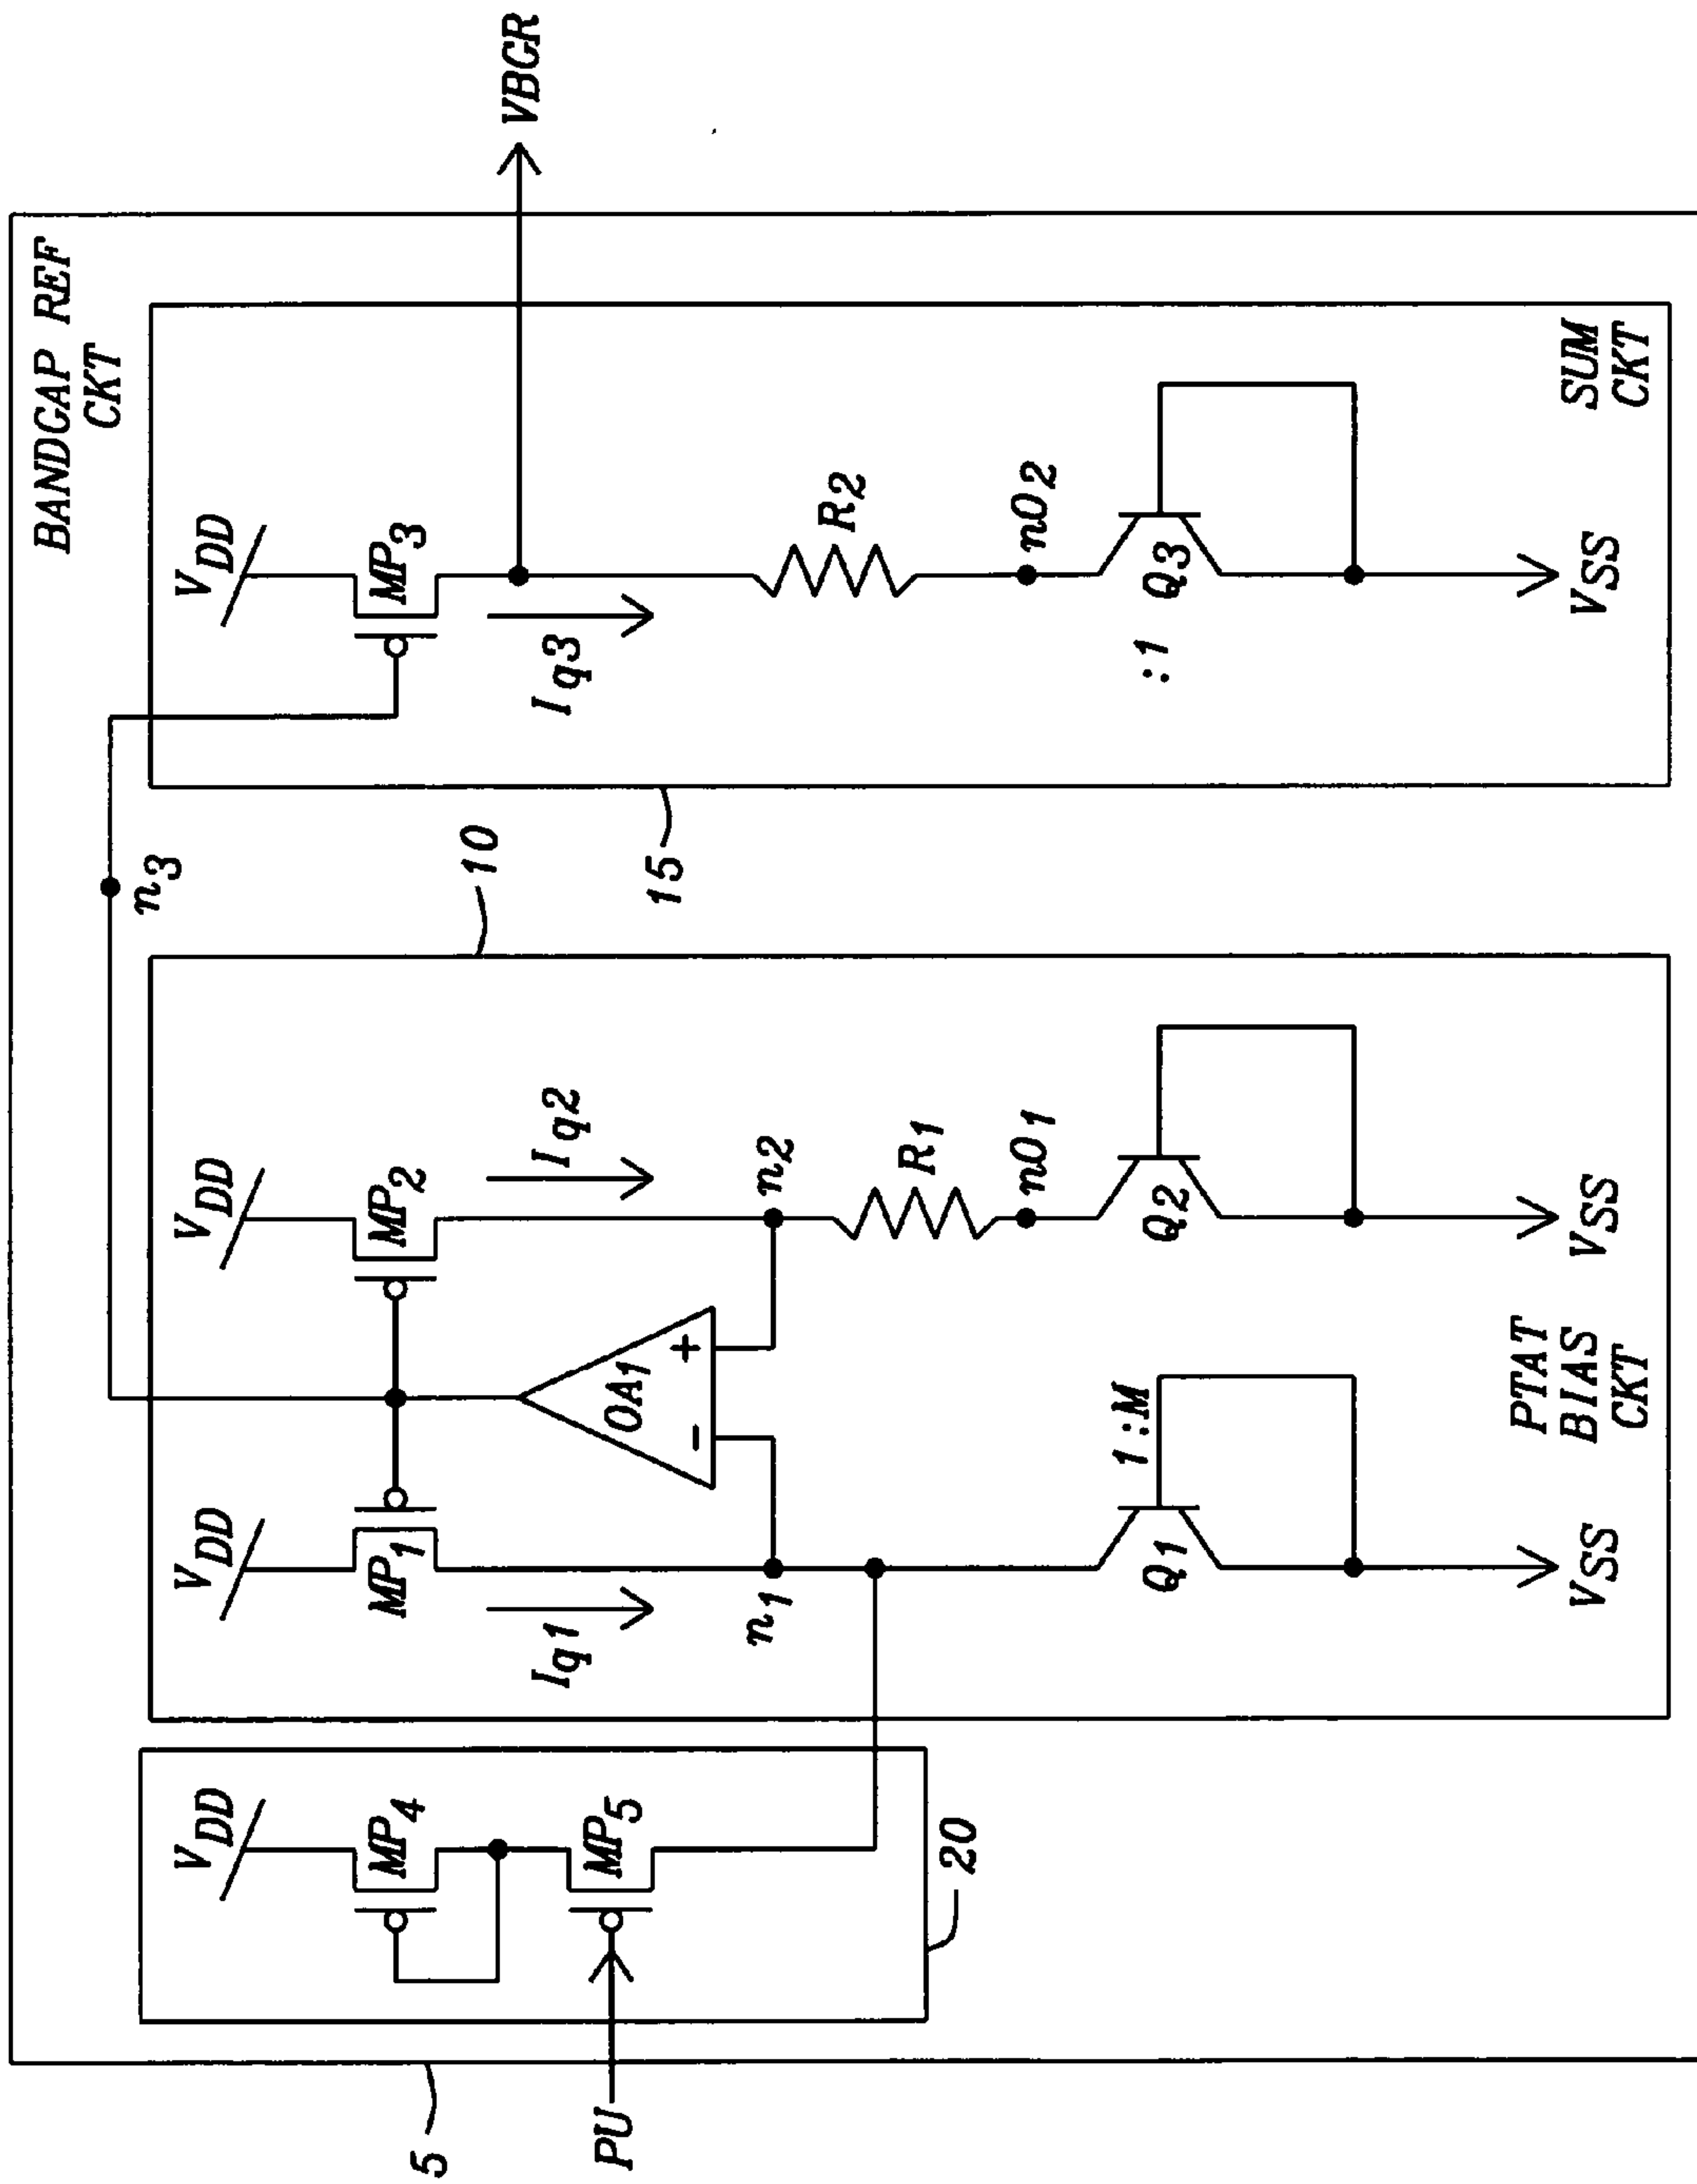 BANDGAP REF
CKT
5
PU
VDD
MP4
MP5
20
VDD
MP1
Iq1
n1
OA1
-
+
VDD
MP2
Iq2
n2
R1
nO1
Q1
1:M
Q2
VSS
VSS
PTAT
BIAS
CKT
10
n3
15
VDD
MP3
Iq3
VBGR
R2
nO2
:1
Q3
VSS
SUM
CKT